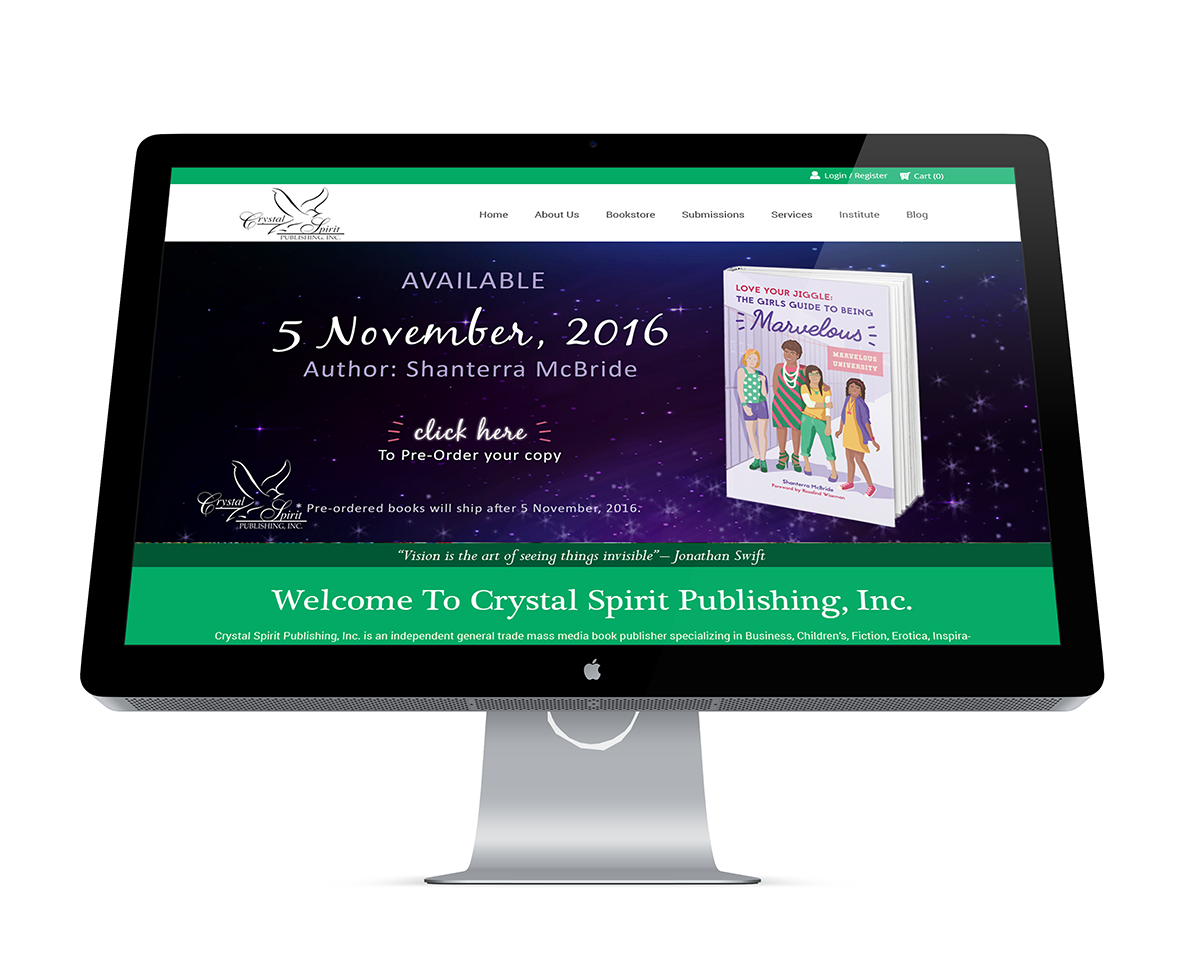 Login / Register Cart (0)
Crystal Spirit
PUBLISHING, INC.
Home About Us Bookstore Submissions Services Institute Blog
AVAILABLE
5 November, 2016
Author: Shanterra McBride
click here
To Pre-Order your copy
Crystal Spirit
PUBLISHING, INC.
* Pre-ordered books will ship after 5 November, 2016.
LOVE YOUR JIGGLE:
THE GIRLS GUIDE TO BEING
Marvelous
MARVELOUS
UNIVERSITY
Shanterra McBride
Foreword by Rosalind Wiseman
“Vision is the art of seeing things invisible”— Jonathan Swift
Welcome To Crystal Spirit Publishing, Inc.
Crystal Spirit Publishing, Inc. is an independent general trade mass media book publisher specializing in Business, Children's, Fiction, Erotica, Inspira-